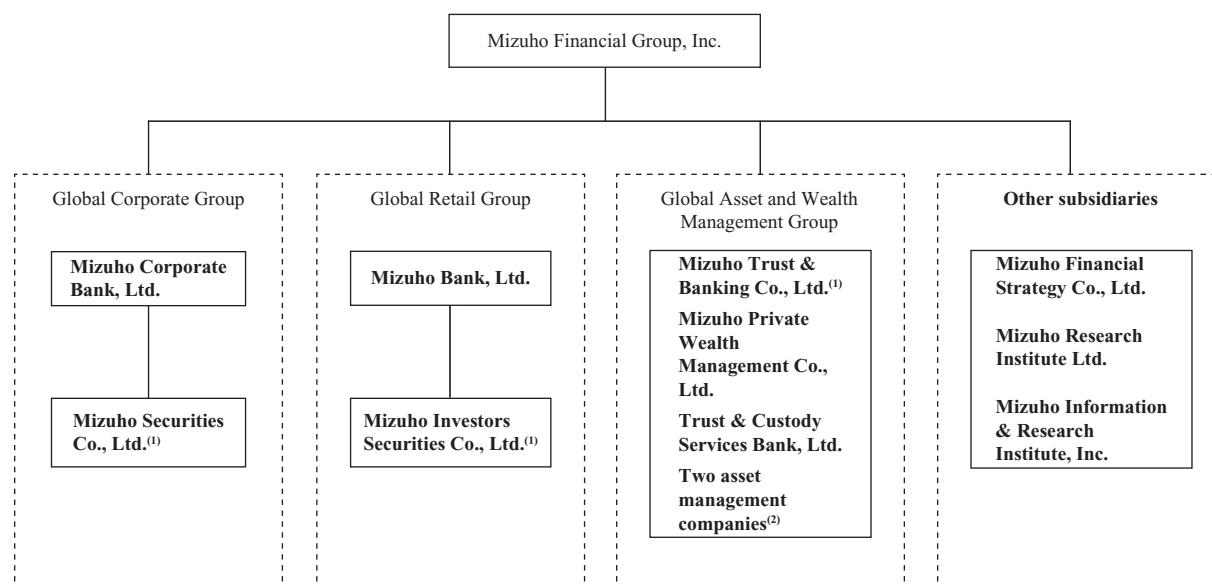 Mizuho Financial Group, Inc.
Global Corporate Group
Mizuho Corporate
Bank, Ltd.
Mizuho Securities
Co., Ltd.(1)
Global Retail Group
Mizuho Bank, Ltd.
Mizuho Investors
Securities Co., Ltd.(1)
Global Asset and Wealth
Management Group
Mizuho Trust &
Banking Co., Ltd.(1)
Mizuho Private
Wealth
Management Co.,
Ltd.
Trust & Custody
Services Bank, Ltd.
Two asset
management
companies(2)
Other subsidiaries
Mizuho Financial
Strategy Co., Ltd.
Mizuho Research
Institute Ltd.
Mizuho Information
& Research
Institute, Inc.